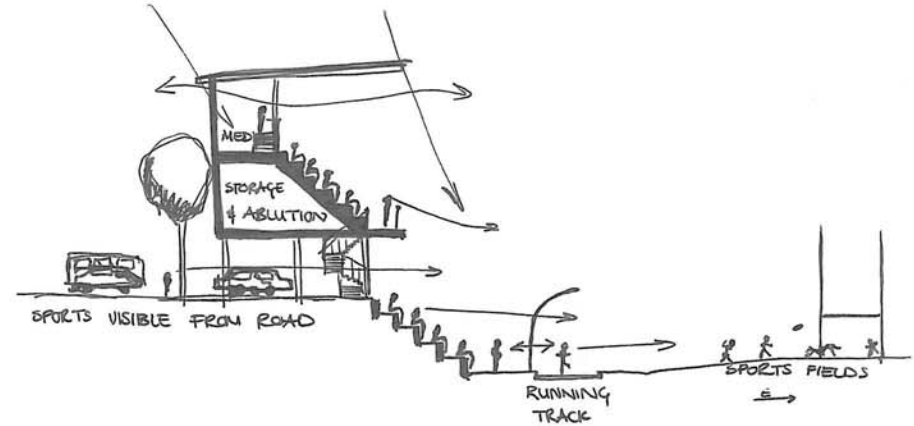 MED
STORAGE
& ABLUTION
SPORTS VISIBLE FROM ROAD
RUNNING
TRACK
SPORTS FIELDS
E